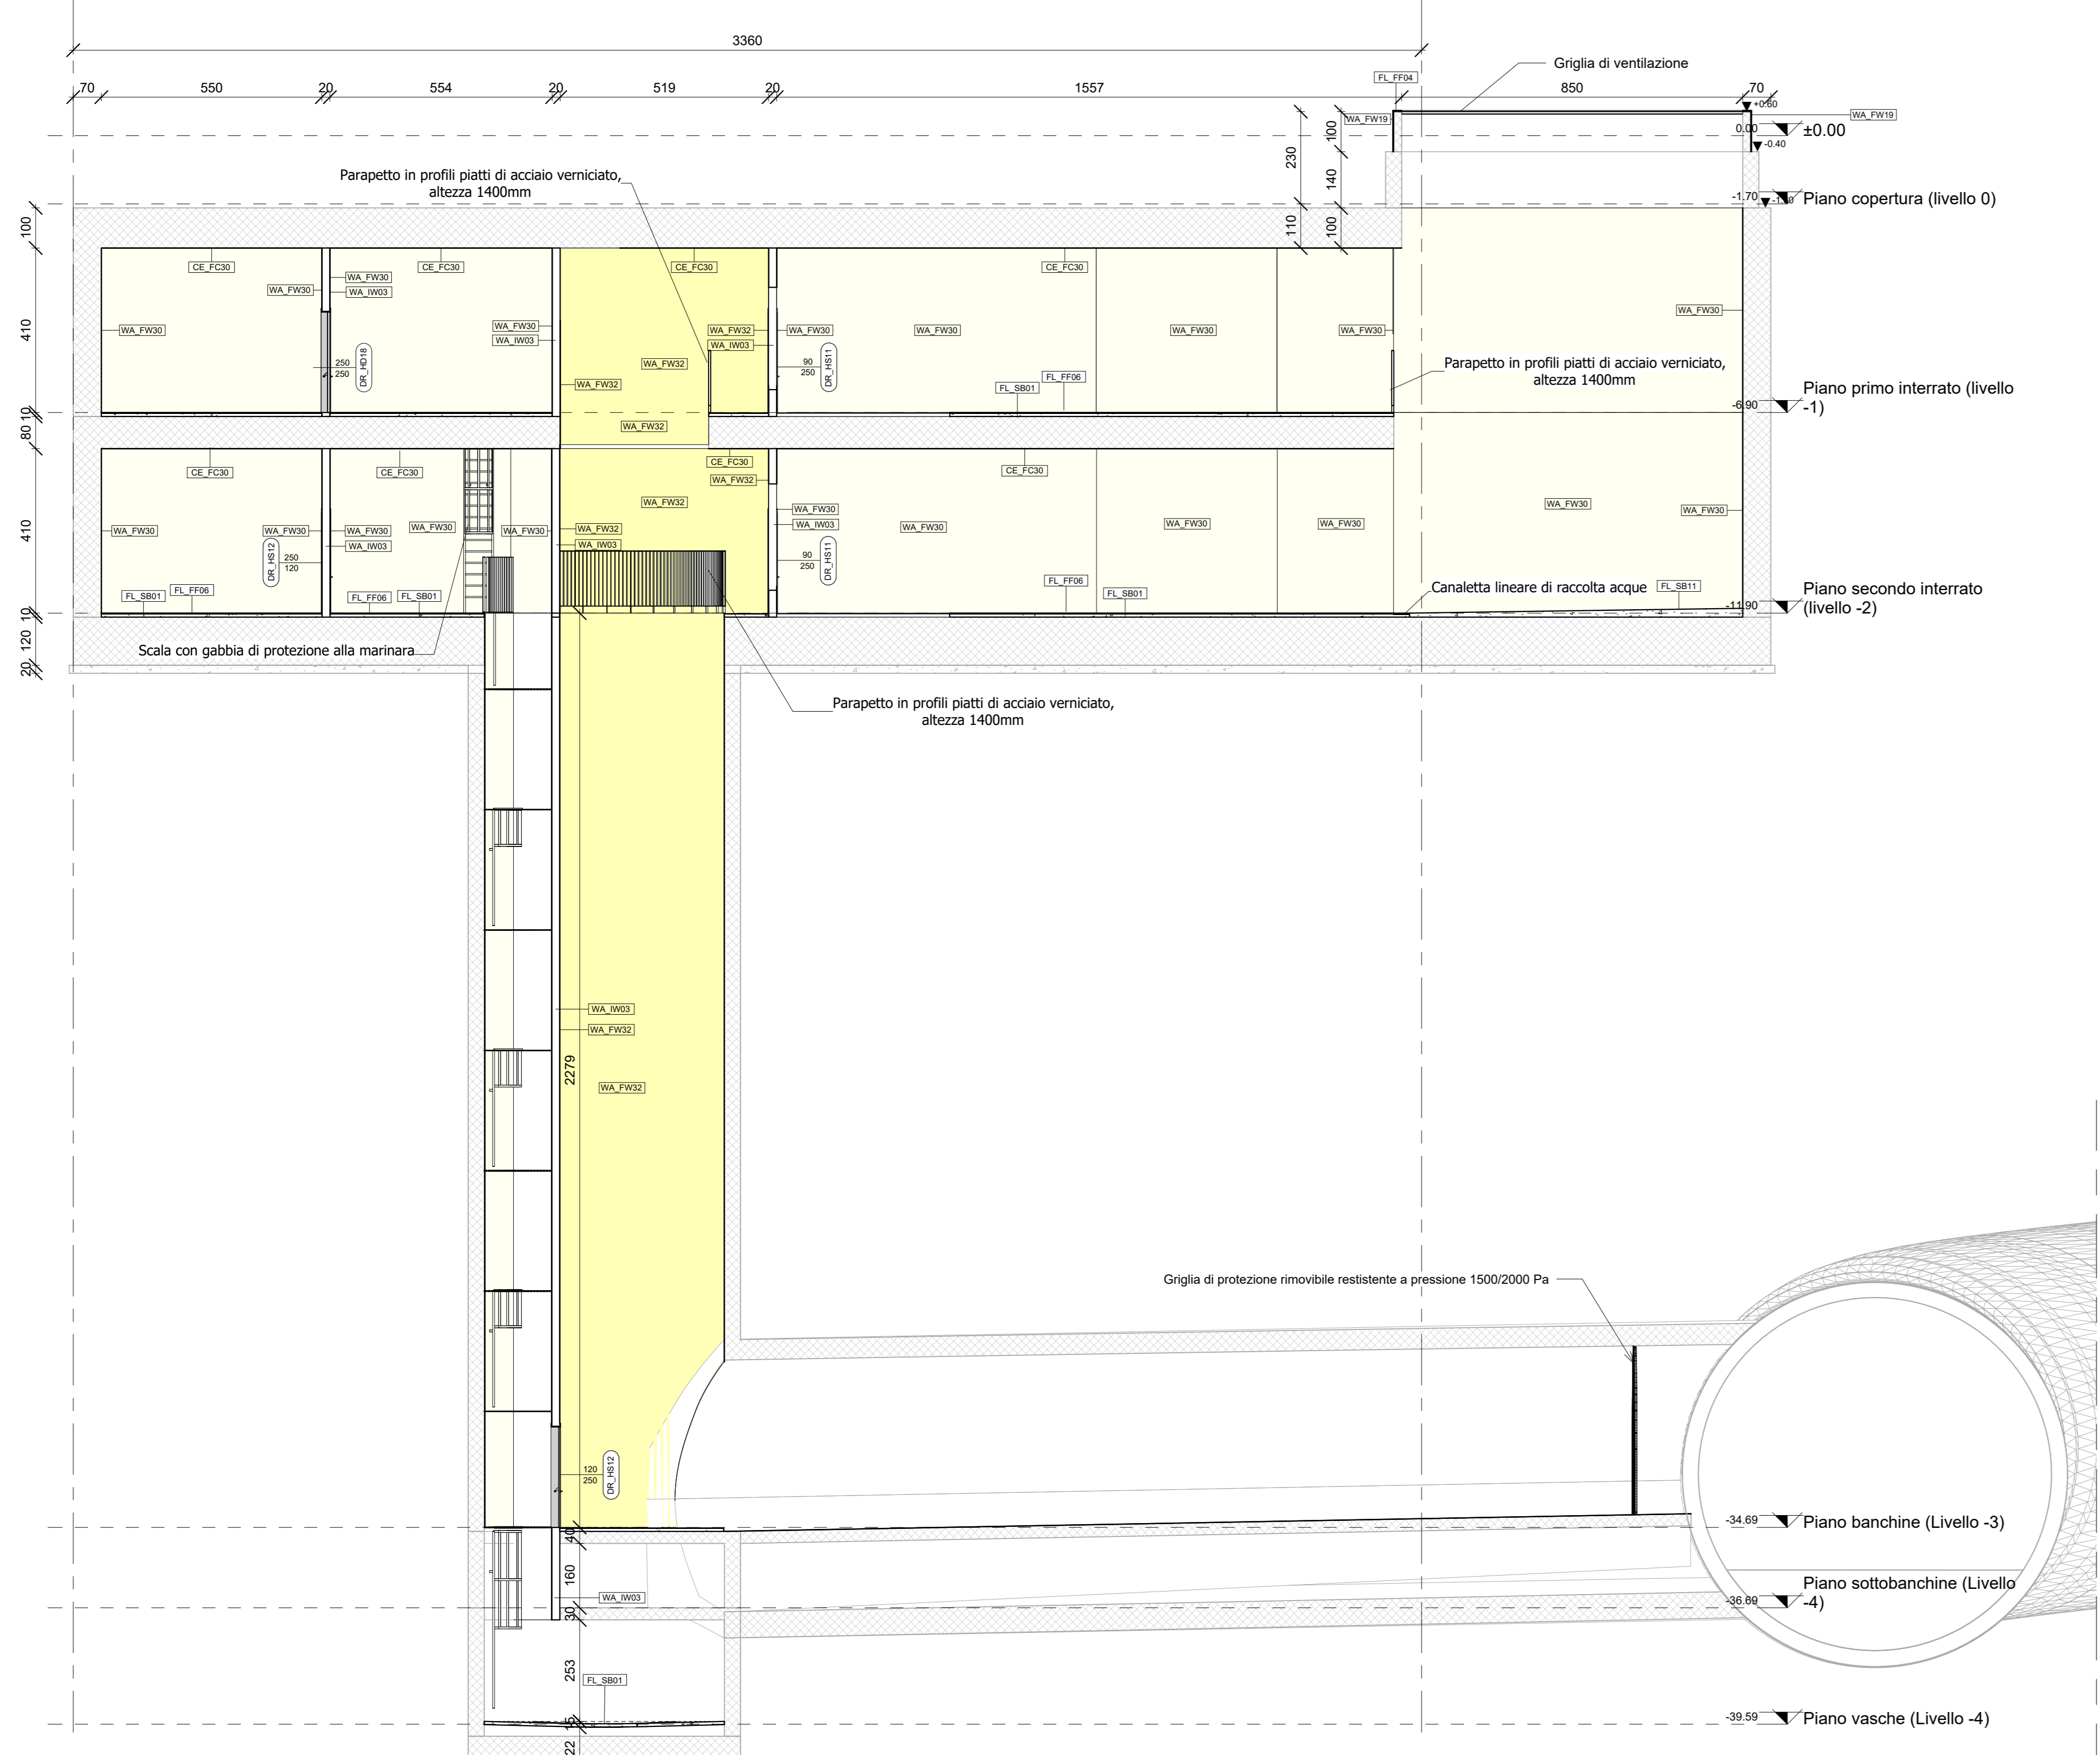 3360
70
550
20
554
20
519
20
1557
850
70
FL_FF04
Griglia di ventilazione
+0.60
WA_FW19
WA_FW19
0.00
±0.00
-0.40
230
100
140
110
100
Parapetto in profili piatti di acciaio verniciato,
altezza 1400mm
-1.70
Piano copertura (livello 0)
100
CE_FC30
CE_FC30
CE_FC30
CE_FC30
WA_FW30
WA_FW30
WA_IW03
WA_FW30
WA_FW30
WA_IW03
WA_FW30
WA_FW32
WA_IW03
WA_FW30
WA_FW30
WA_FW30
WA_FW30
WA_FW30
410
250
250
DR_HD18
WA_FW32
WA_FW32
90
250
DR_HS11
Parapetto in profili piatti di acciaio verniciato,
altezza 1400mm
FL_SB01
FL_FF06
Piano primo interrato (livello
-1)
-6.90
10
80
WA_FW32
CE_FC30
CE_FC30
CE_FC30
CE_FC30
WA_FW32
WA_FW32
WA_FW30
WA_FW30
WA_FW30
WA_IW03
WA_FW30
WA_FW30
WA_FW32
WA_IW03
WA_FW30
WA_IW03
WA_FW30
WA_FW30
WA_FW30
WA_FW30
WA_FW30
410
DR_HS12
250
120
90
250
DR_HS11
FL_SB01
FL_FF06
FL_FF06
FL_SB01
FL_FF06
FL_SB01
Canaletta lineare di raccolta acque
FL_SB11
-11.90
Piano secondo interrato
(livello -2)
10
120
20
Scala con gabbia di protezione alla marinara
Parapetto in profili piatti di acciaio verniciato,
altezza 1400mm
WA_IW03
WA_FW32
2279
WA_FW32
Griglia di protezione rimovibile restistente a pressione 1500/2000 Pa
120
250
DR_HS12
40
-34.69
Piano banchine (Livello -3)
160
WA_IW03
30
-36.69
Piano sottobanchine (Livello
-4)
253
FL_SB01
15
-39.59
Piano vasche (Livello -4)
22